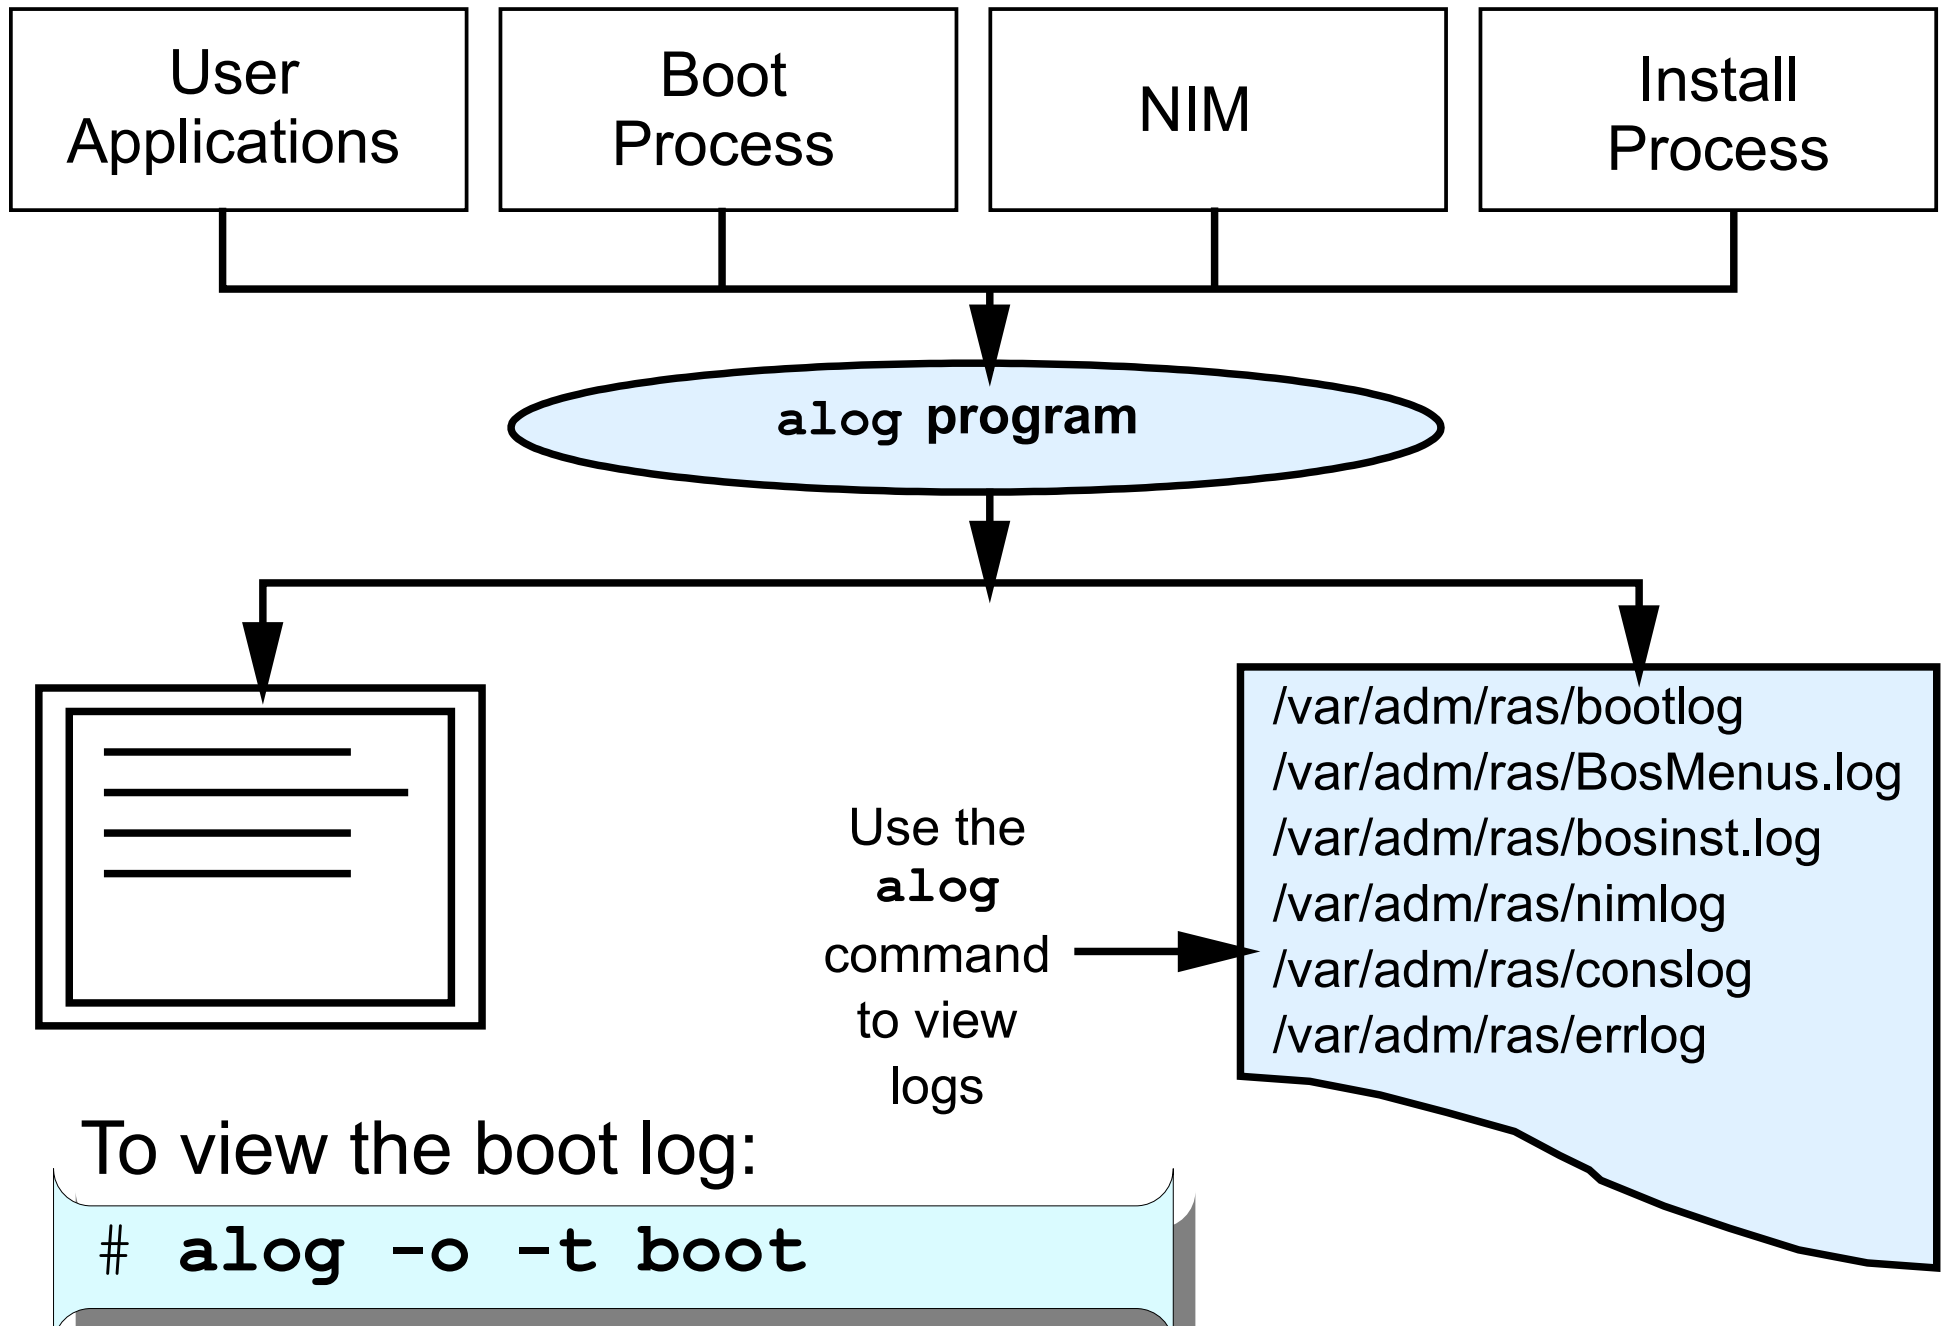 User
Applications
Boot
Process
NIM
Install
Process
alog program
Use the
alog
command
to view
logs
/var/adm/ras/bootlog
/var/adm/ras/BosMenus.log
/var/adm/ras/bosinst.log
/var/adm/ras/nimlog
/var/adm/ras/conslog
/var/adm/ras/errlog
To view the boot log:
# alog -o -t boot